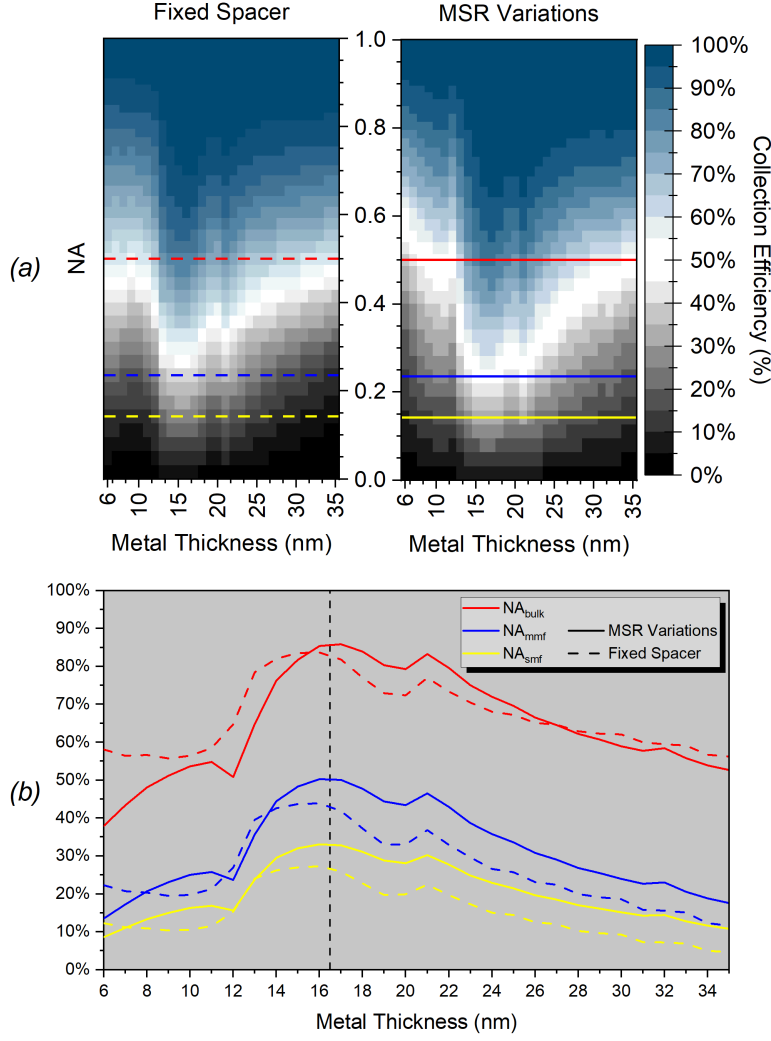 Fixed Spacer
MSR Variations
(a)
NA
1.0
0.8
0.6
0.4
0.2
0.0
6 10 15 20 25 30 35
Metal Thickness (nm)
6 10 15 20 25 30 35
Metal Thickness (nm)
100%
90%
80%
70%
60%
50%
40%
30%
20%
10%
0%
Collection Efficiency (%)
(b)
100%
90%
80%
70%
60%
50%
40%
30%
20%
10%
0%
NAbulk
NAmmf
NAsmf
MSR Variations
Fixed Spacer
6 8 10 12 14 16 18 20 22 24 26 28 30 32 34
Metal Thickness (nm)